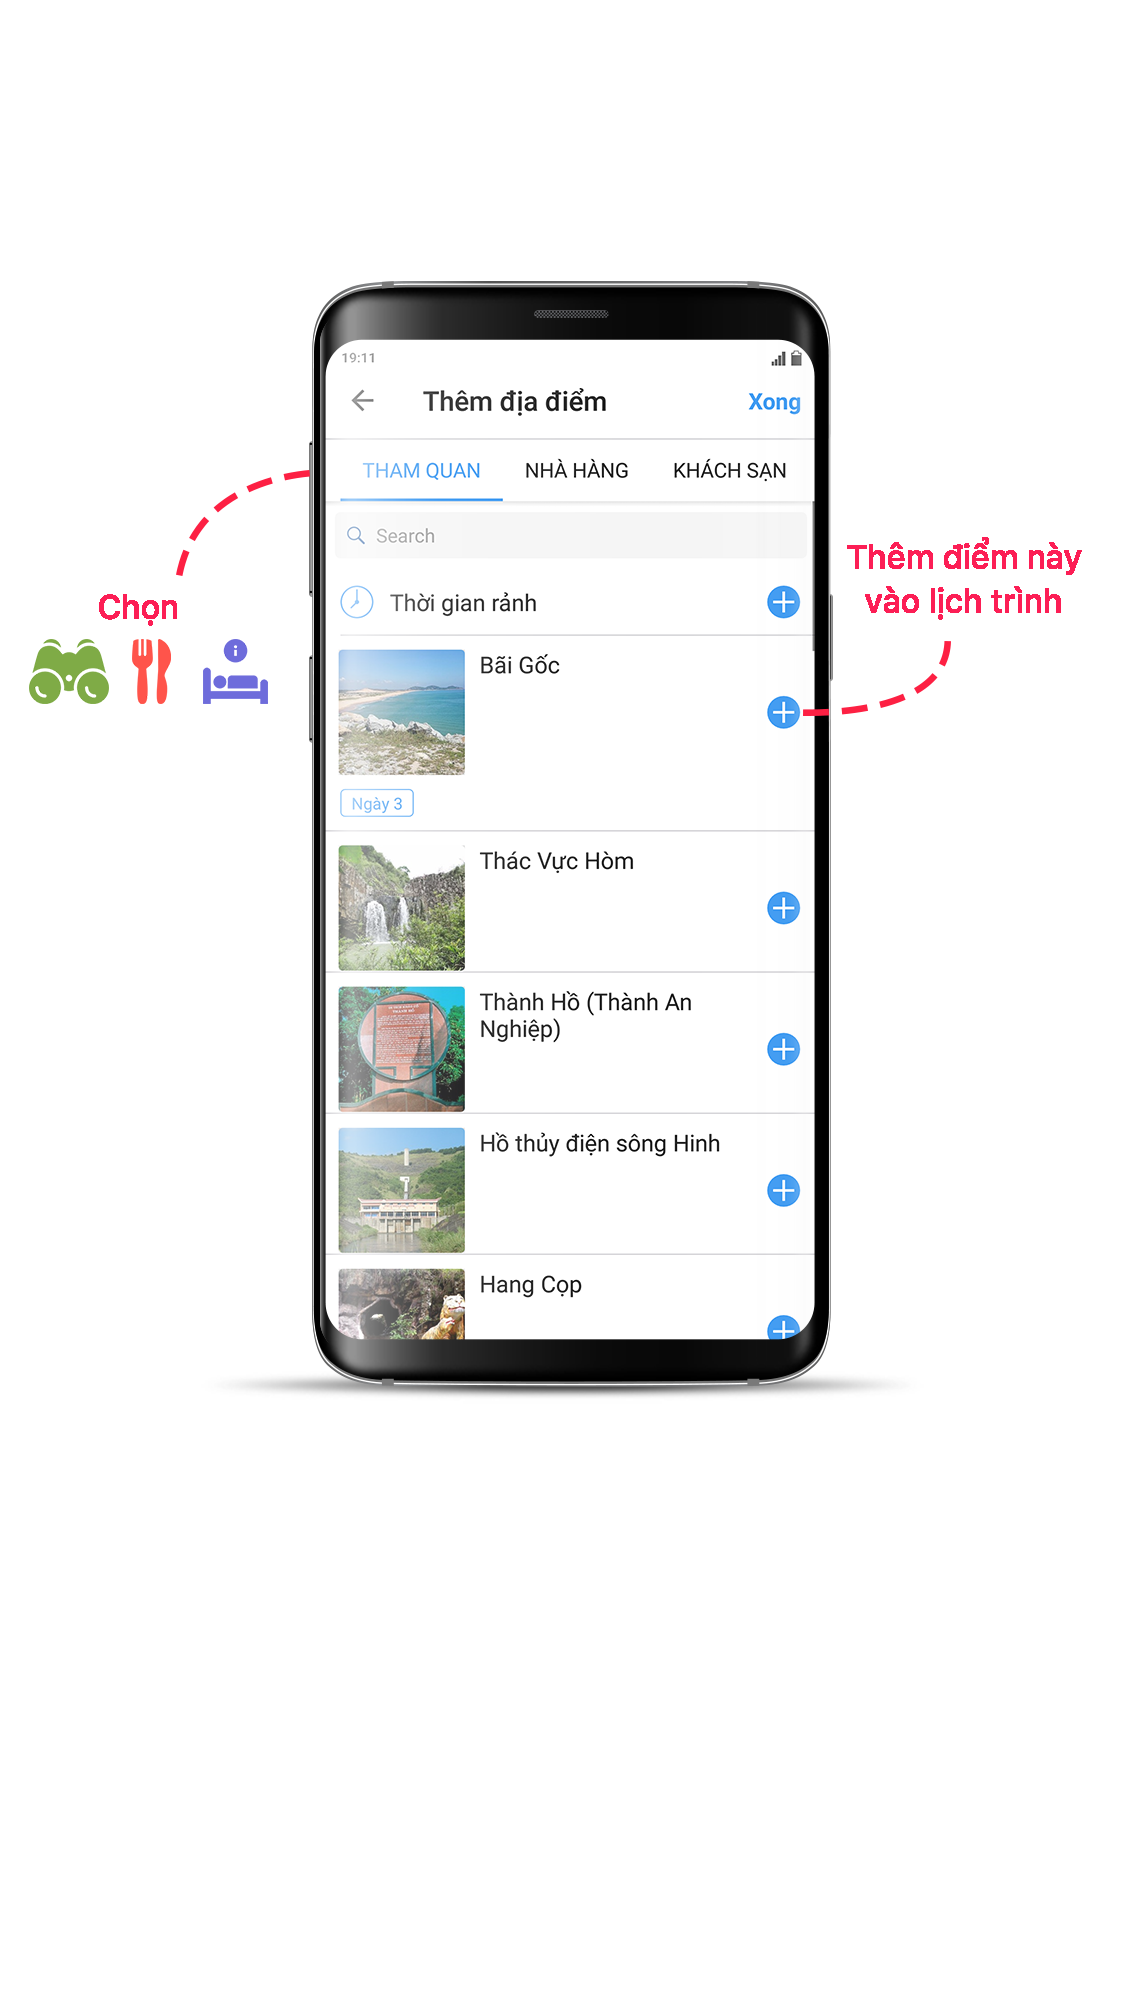 19:11
Thêm địa điểm
Xong
THAM QUAN
NHÀ HÀNG
KHÁCH SẠN
Search
Thời gian rảnh
Bãi Gốc
Ngày 3
Thác Vực Hòm
Thành Hồ (Thành An
Nghiệp)
Hồ thủy điện sông Hinh
Hang Cọp
Chọn
Thêm điểm này
vào lịch trình